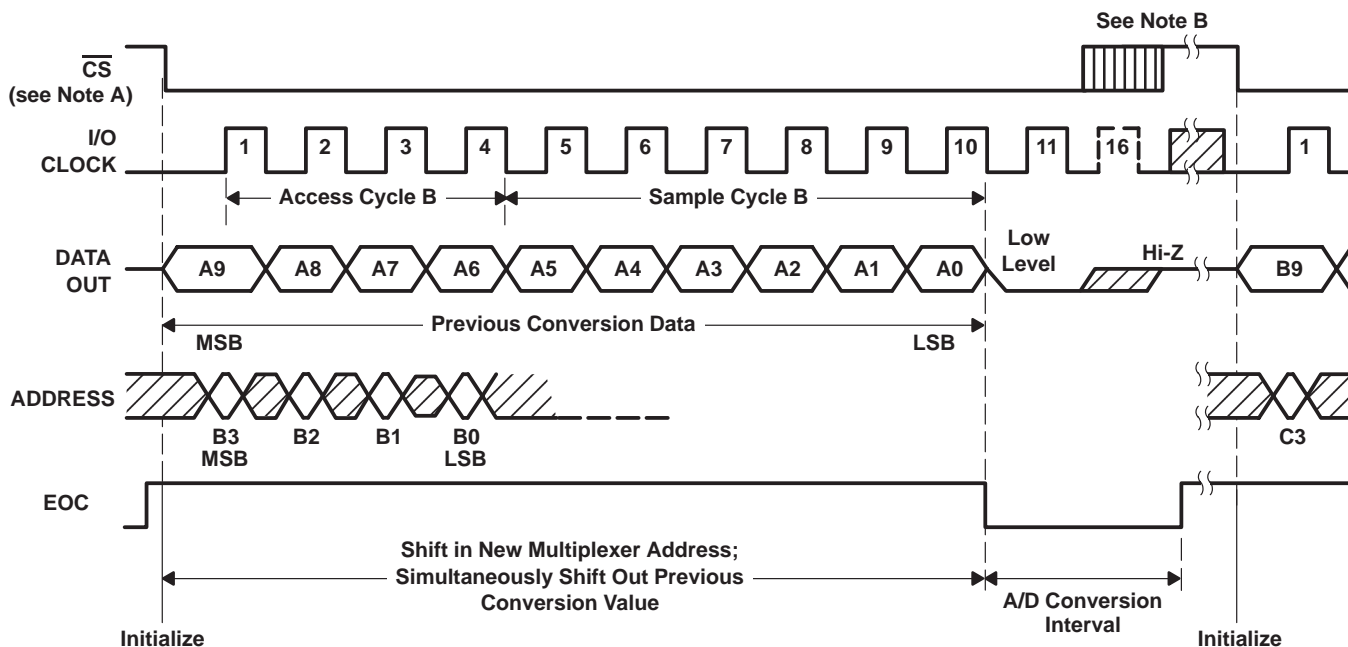 See Note B
CS
(see Note A)
I/O
CLOCK
1 2 3 4 5 6 7 8 9 10 11 16 1
Access Cycle B Sample Cycle B
DATA
OUT
A9 A8 A7 A6 A5 A4 A3 A2 A1 A0
Low
Level
Hi-Z
B9
Previous Conversion Data
MSB LSB
ADDRESS
B3 B2 B1 B0 C3
MSB LSB
EOC
Shift in New Multiplexer Address;
Simultaneously Shift Out Previous
Conversion Value
A/D Conversion
Interval
Initialize Initialize